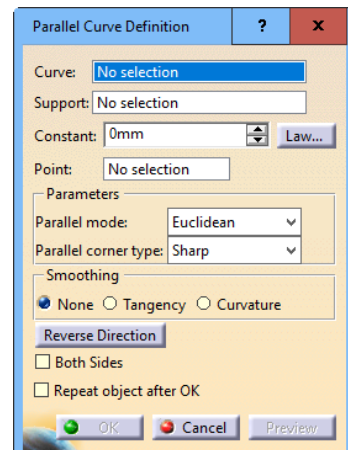 Parallel Curve Definition ? x
Curve: No selection
Support: No selection
Constant: 0mm Law...
Point: No selection
Parameters
Parallel mode: Euclidean
Parallel corner type: Sharp
Smoothing
None Tangency Curvature
Reverse Direction
Both Sides
Repeat object after OK
OK Cancel Preview